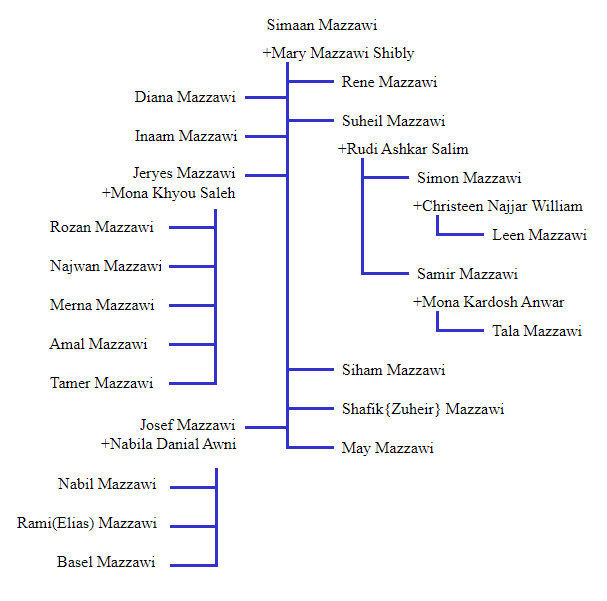 Simaan Mazzawi
+Mary Mazzawi Shibly
Rene Mazzawi
Diana Mazzawi
Suheil Mazzawi
Inaam Mazzawi
+Rudi Ashkar Salim
Jeryes Mazzawi
Simon Mazzawi
+Mona Khyou Saleh
+Christeen Najjar William
Rozan Mazzawi
Leen Mazzawi
Najwan Mazzawi
Samir Mazzawi
Merna Mazzawi
+Mona Kardosh Anwar
Tala Mazzawi
Amal Mazzawi
Siham Mazzawi
Tamer Mazzawi
Shafik{Zuheir} Mazzawi
Josef Mazzawi
+Nabila Danial Awni
May Mazzawi
Nabil Mazzawi
Rami(Elias) Mazzawi
Basel Mazzawi